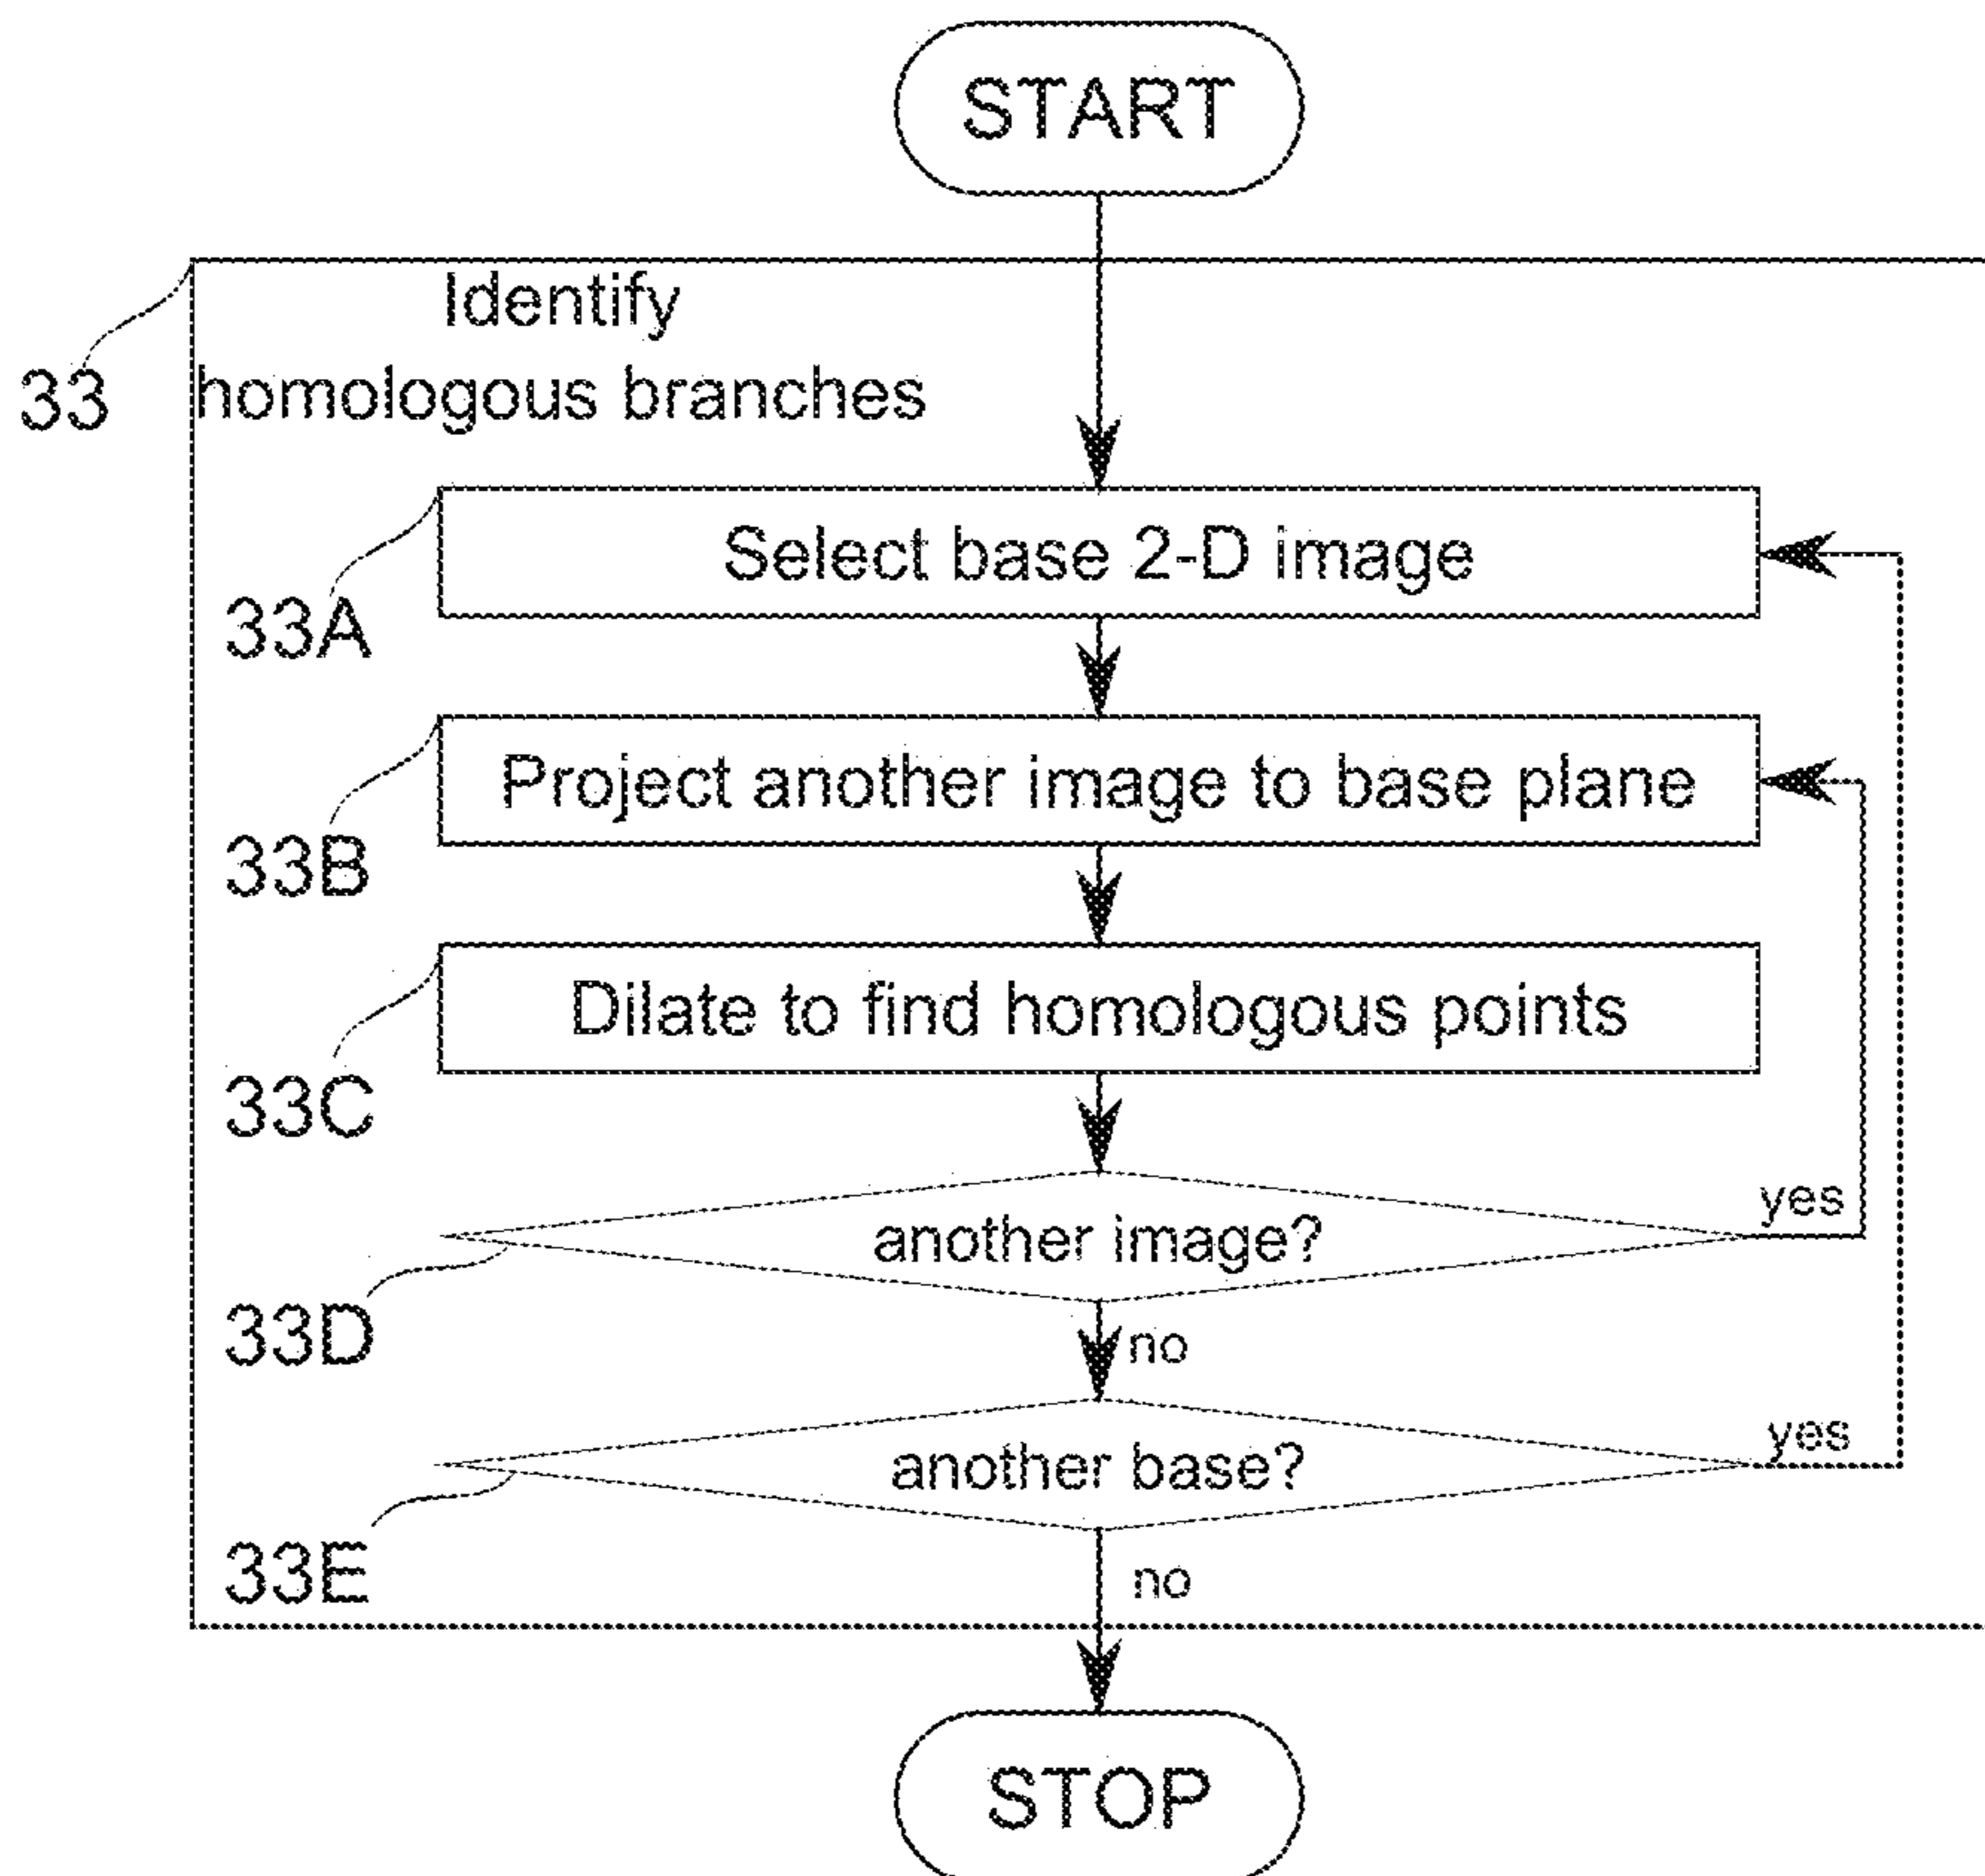 START
Identify
33 homologous branches
Select base 2-D image
33A
Project another image to base plane
33B
Dilate to find homologous points
33C
yes
another image?
33D
no
yes
another base?
33E
no
STOP